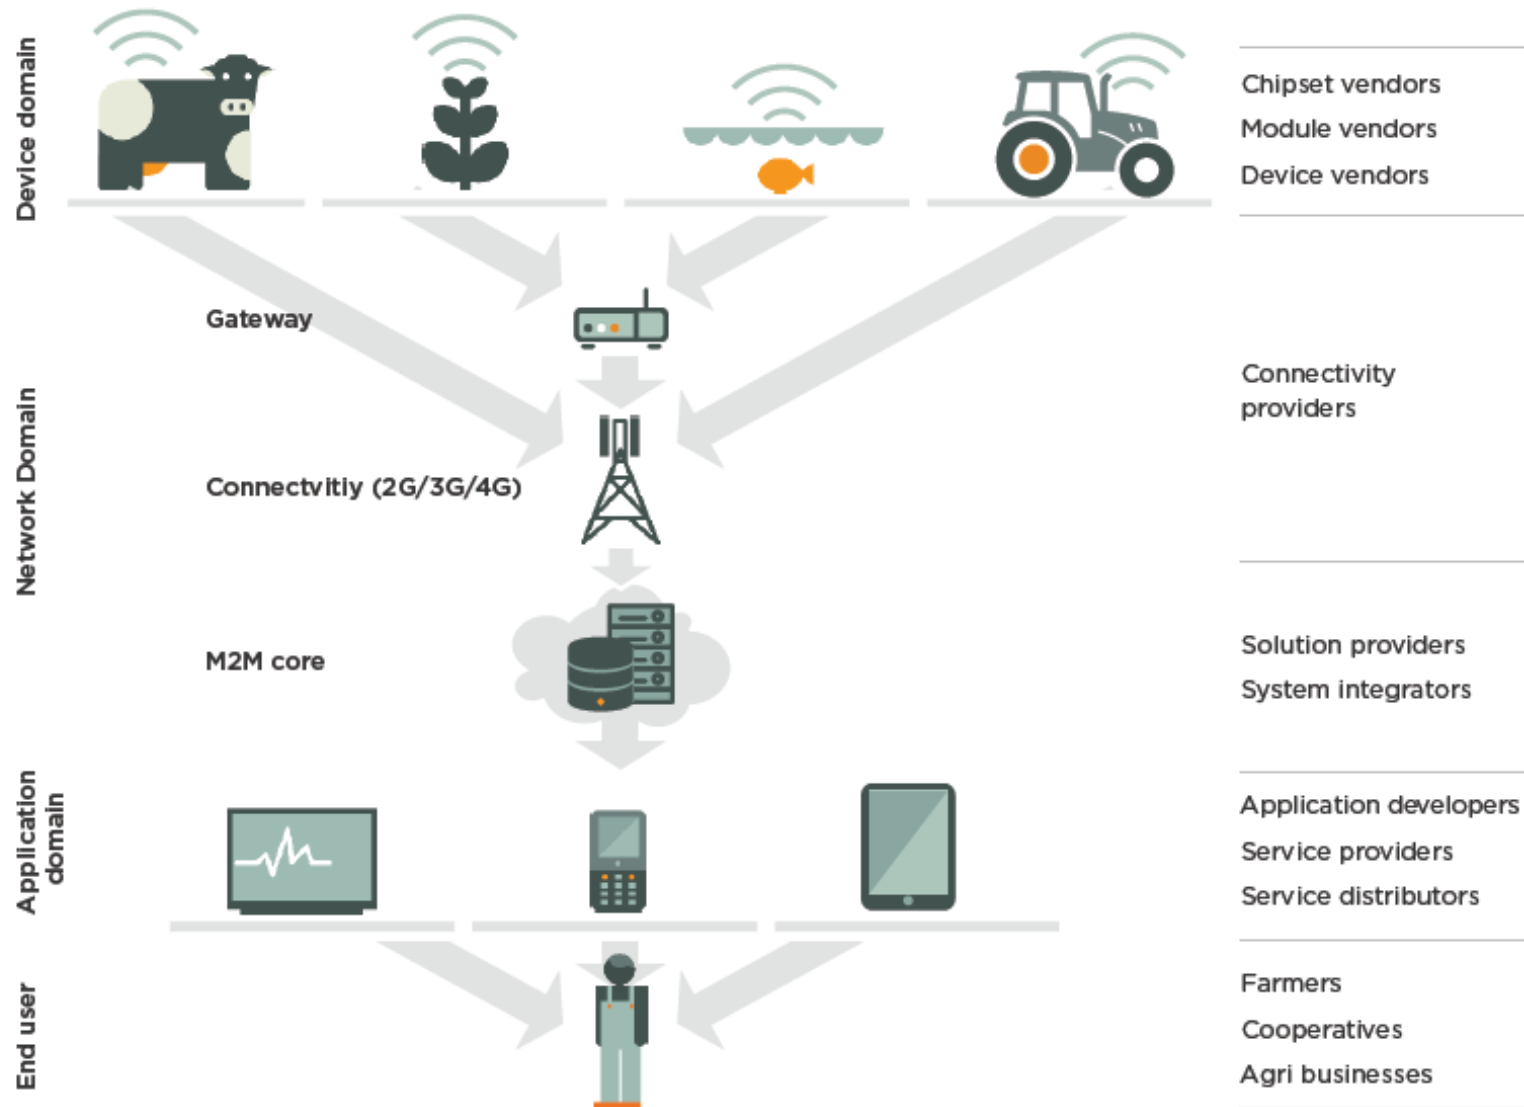 Device domain
Chipset vendors
Module vendors
Device vendors
Network Domain
Gateway
Connectvitiy (2G/3G/4G)
M2M core
Connectivity
providers
Solution providers
System integrators
Application
domain
Application developers
Service providers
Service distributors
End user
Farmers
Cooperatives
Agri businesses